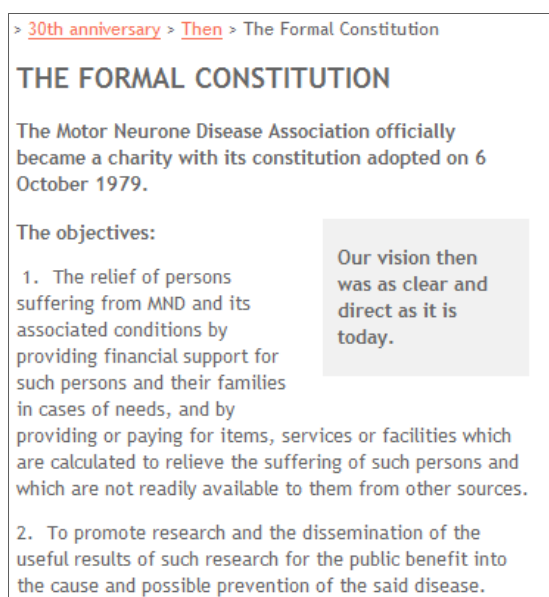 > 30th anniversary > Then > The Formal Constitution
THE FORMAL CONSTITUTION
The Motor Neurone Disease Association officially
became a charity with its constitution adopted on 6
October 1979.
The objectives:
1. The relief of persons
suffering from MND and its
associated conditions by
providing financial support for
such persons and their families
in cases of needs, and by
providing or paying for items, services or facilities which
are calculated to relieve the suffering of such persons and
which are not readily available to them from other sources.
Our vision then
was as clear and
direct as it is
today.
2. To promote research and the dissemination of the
useful results of such research for the public benefit into
the cause and possible prevention of the said disease.